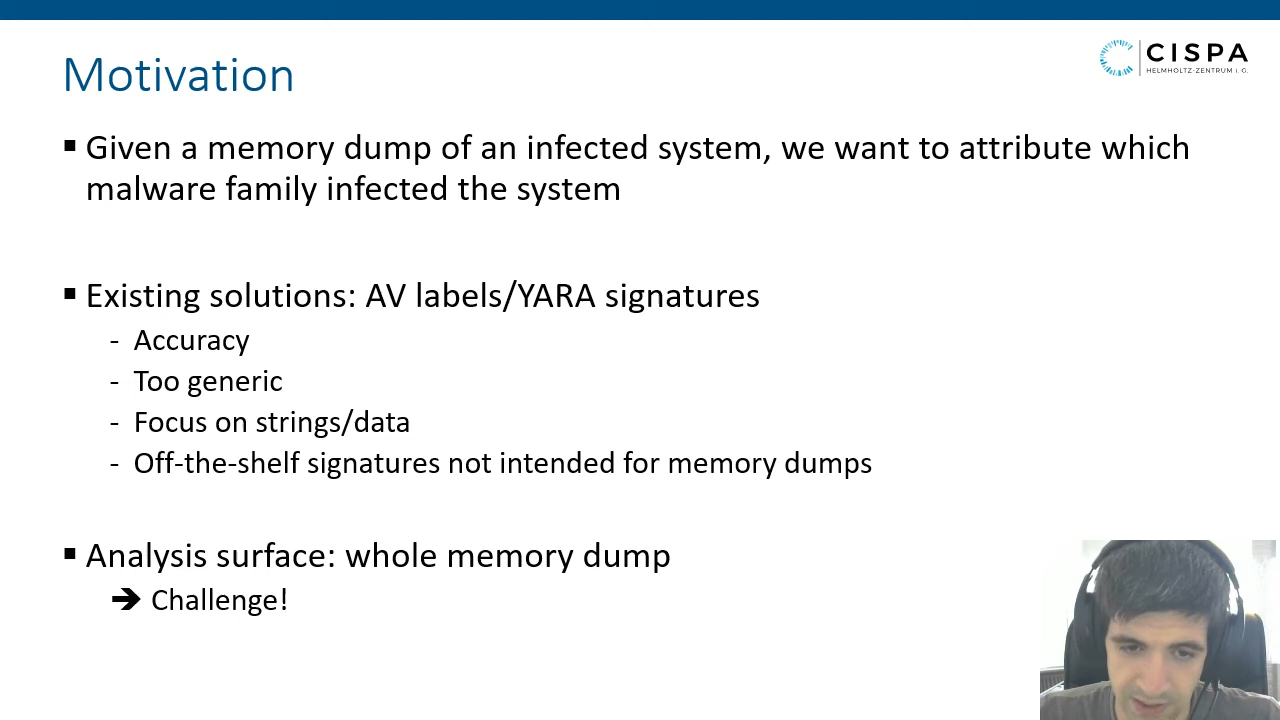 Motivation
CISPA
HELMHOLTZ-ZENTRUM I. G.
▪ Given a memory dump of an infected system, we want to attribute which
malware family infected the system
▪ Existing solutions: AV labels/YARA signatures
- Accuracy
- Too generic
- Focus on strings/data
- Off-the-shelf signatures not intended for memory dumps
▪ Analysis surface: whole memory dump
➔ Challenge!